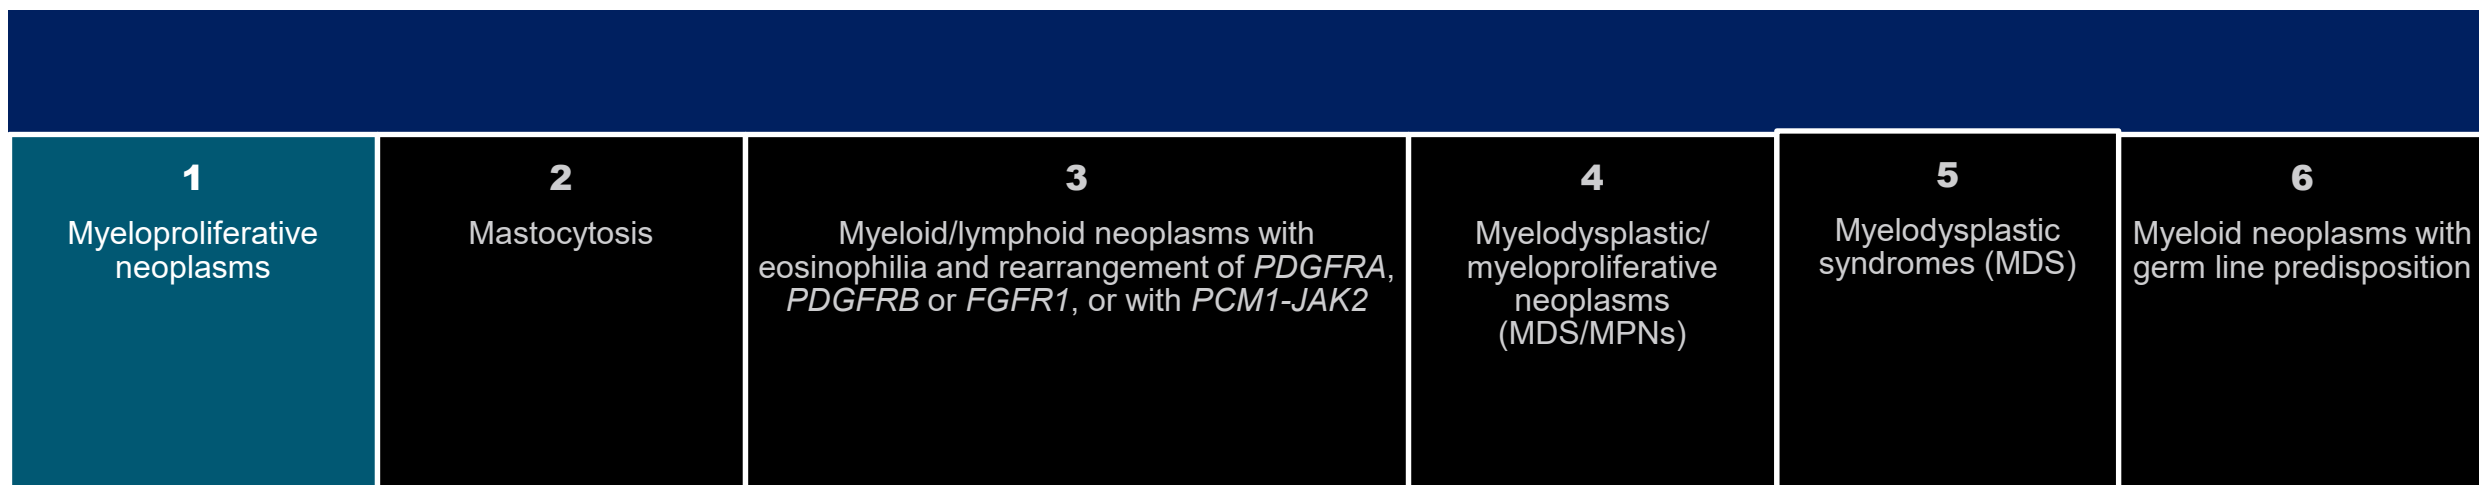 1
Myeloproliferative
neoplasms
2
Mastocytosis
3
Myeloid/lymphoid neoplasms with
eosinophilia and rearrangement of PDGFRA,
PDGFRB or FGFR1, or with PCM1-JAK2
4
Myelodysplastic/
myeloproliferative
neoplasms
(MDS/MPNs)
5
Myelodysplastic
syndromes (MDS)
6
Myeloid neoplasms with
germ line predisposition